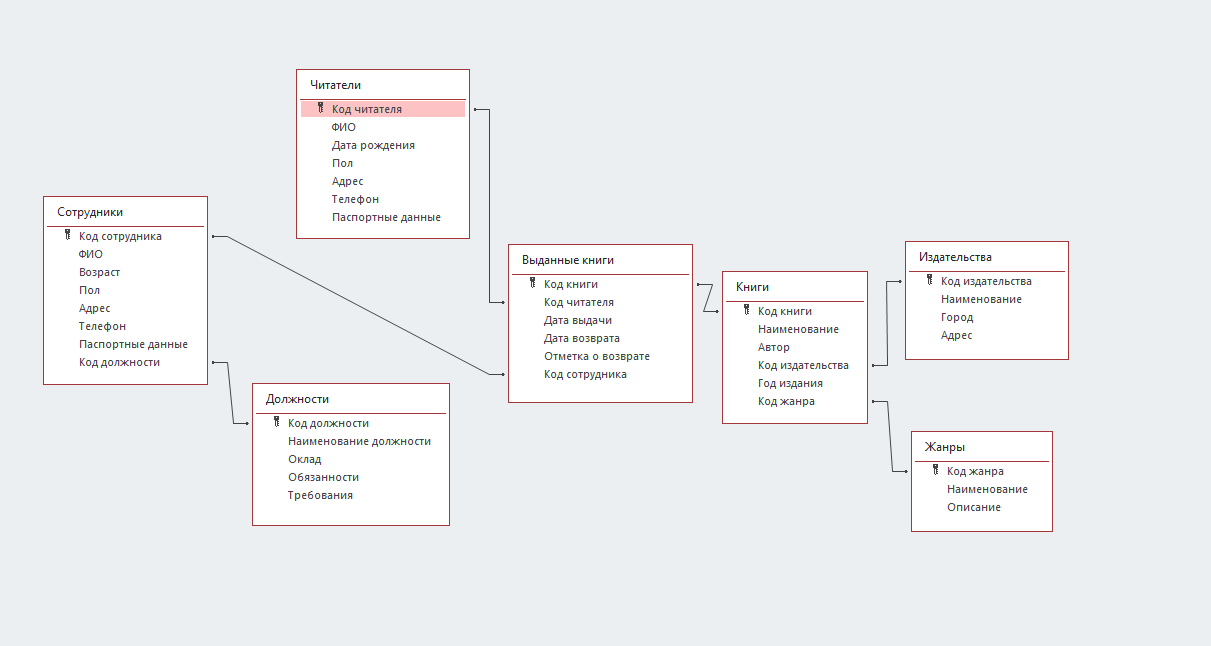 Читатели
Код читателя
ФИО
Дата рождения
Пол
Адрес
Телефон
Паспортные данные
Сотрудники
Код сотрудника
ФИО
Возраст
Пол
Адрес
Телефон
Паспортные данные
Код должности
Должности
Код должности
Наименование должности
Оклад
Обязанности
Требования
Выданные книги
Код книги
Код читателя
Дата выдачи
Дата возврата
Отметка о возврате
Код сотрудника
Книги
Код книги
Наименование
Автор
Код издательства
Год издания
Код жанра
Издательства
Код издательства
Наименование
Город
Адрес
Жанры
Код жанра
Наименование
Описание